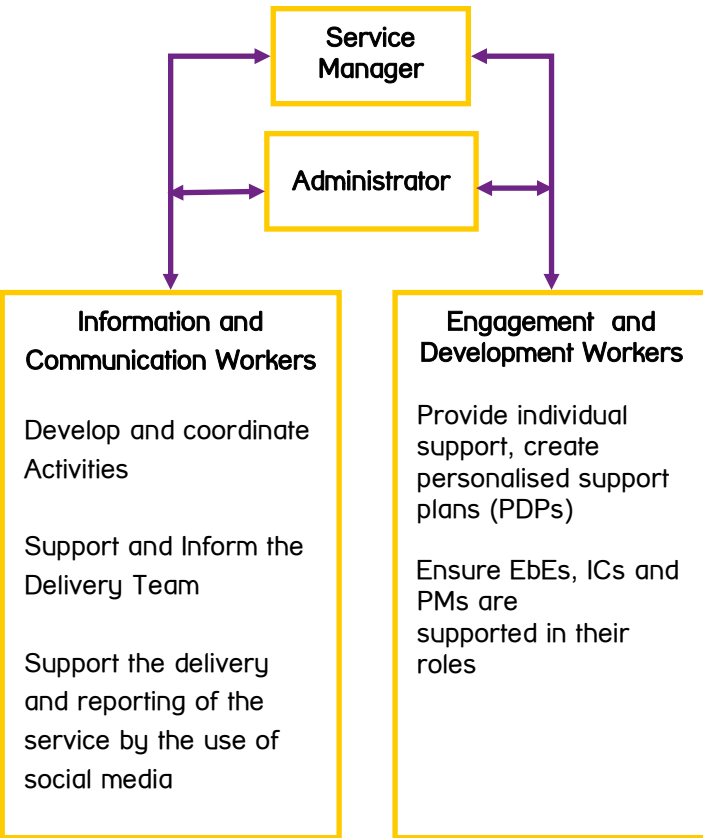 Service
Manager
Administrator
Information and
Communication Workers
Develop and coordinate
Activities
Support and Inform the
Delivery Team
Support the delivery
and reporting of the
service by the use of
social media
Engagement and
Development Workers
Provide individual
support, create
personalised support
plans (PDPs)
Ensure EbEs, ICs and
PMs are
supported in their
roles